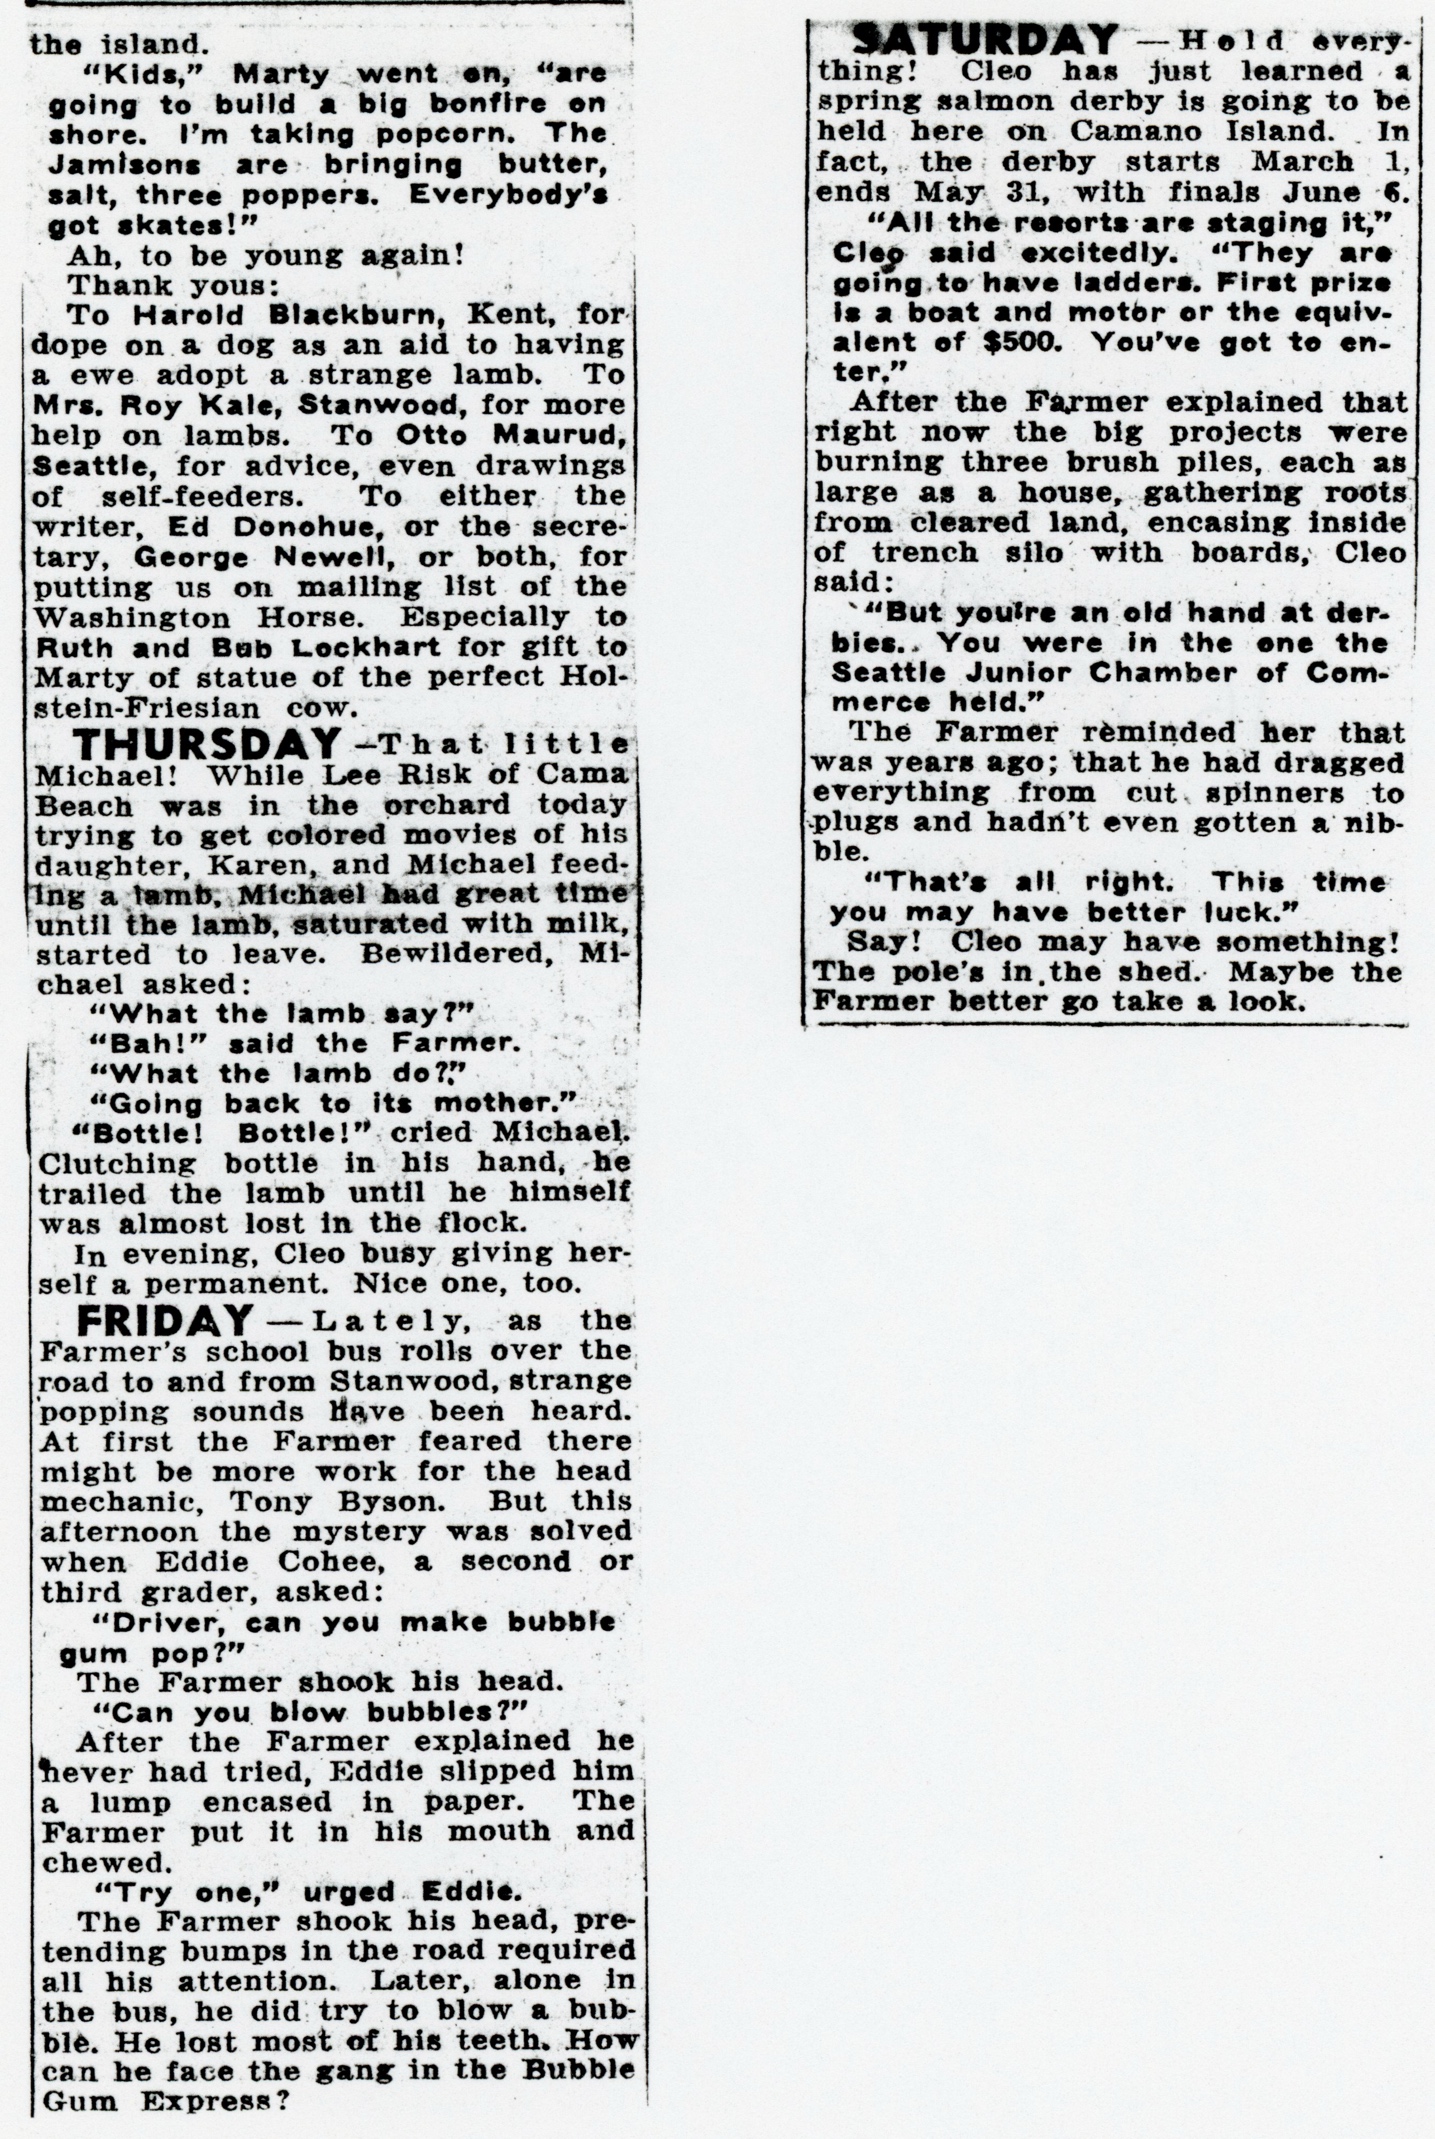 the island.
“Kids,” Marty went on, “are
going to build a big bonfire on
shore. I'm taking popcorn. The
Jamisons are bringing butter,
salt, three poppers. Everybody's
got skates!”
Ah, to be young again!
Thank yous:
To Harold Blackburn, Kent, for
dope on a dog as an aid to having
a ewe adopt a strange lamb. To
Mrs. Roy Kale, Stanwood, for more
help on lambs. To Otto Maurud,
Seattle, for advice, even drawings
of self-feeders. To either the
writer, Ed Donohue, or the secre-
tary, George Newell, or both, for
putting us on mailing list of the
Washington Horse. Especially to
Ruth and Bub Lockhart for gift to
Marty of statue of the perfect Hol-
stein-Friesian cow.
THURSDAY—That little
Michael! While Lee Risk of Cama
Beach was in the orchard today
trying to get colored movies of his
daughter, Karen, and Michael feed-
ing a lamb, Michael had great time
until the lamb, saturated with milk,
started to leave. Bewildered, Mi-
chael asked:
“What the lamb say?”
“Bah!” said the Farmer.
“What the lamb do?”
“Going back to its mother.”
“Bottle! Bottle!” cried Michael.
Clutching bottle in his hand, he
trailed the lamb until he himself
was almost lost in the flock.
In evening, Cleo busy giving her-
self a permanent. Nice one, too.
FRIDAY—Lately, as the
Farmer's school bus rolls over the
road to and from Stanwood, strange
popping sounds have been heard.
At first the Farmer feared there
might be more work for the head
mechanic, Tony Byson. But this
afternoon the mystery was solved
when Eddie Cohee, a second or
third grader, asked:
“Driver, can you make bubble
gum pop?”
The Farmer shook his head.
“Can you blow bubbles?”
After the Farmer explained he
never had tried, Eddie slipped him
a lump encased in paper. The
Farmer put it in his mouth and
chewed.
“Try one,” urged Eddie.
The Farmer shook his head, pre-
tending bumps in the road required
all his attention. Later, alone in
the bus, he did try to blow a bub-
ble. He lost most of his teeth. How
can he face the gang in the Bubble
Gum Express?
SATURDAY—Hold every-
thing! Cleo has just learned a
spring salmon derby is going to be
held here on Camano Island. In
fact, the derby starts March 1,
ends May 31, with finals June 6.
“All the resorts are staging it,”
Cleo said excitedly. “They are
going to have ladders. First prize
is a boat and motor or the equiv-
alent of $500. You've got to en-
ter.”
After the Farmer explained that
right now the big projects were
burning three brush piles, each as
large as a house, gathering roots
from cleared land, encasing inside
of trench silo with boards, Cleo
said:
“But you're an old hand at der-
bies. You were in the one the
Seattle Junior Chamber of Com-
merce held.”
The Farmer reminded her that
was years ago; that he had dragged
everything from cut spinners to
plugs and hadn't even gotten a nib-
ble.
“That's all right. This time
you may have better luck.”
Say! Cleo may have something!
The pole's in the shed. Maybe the
Farmer better go take a look.